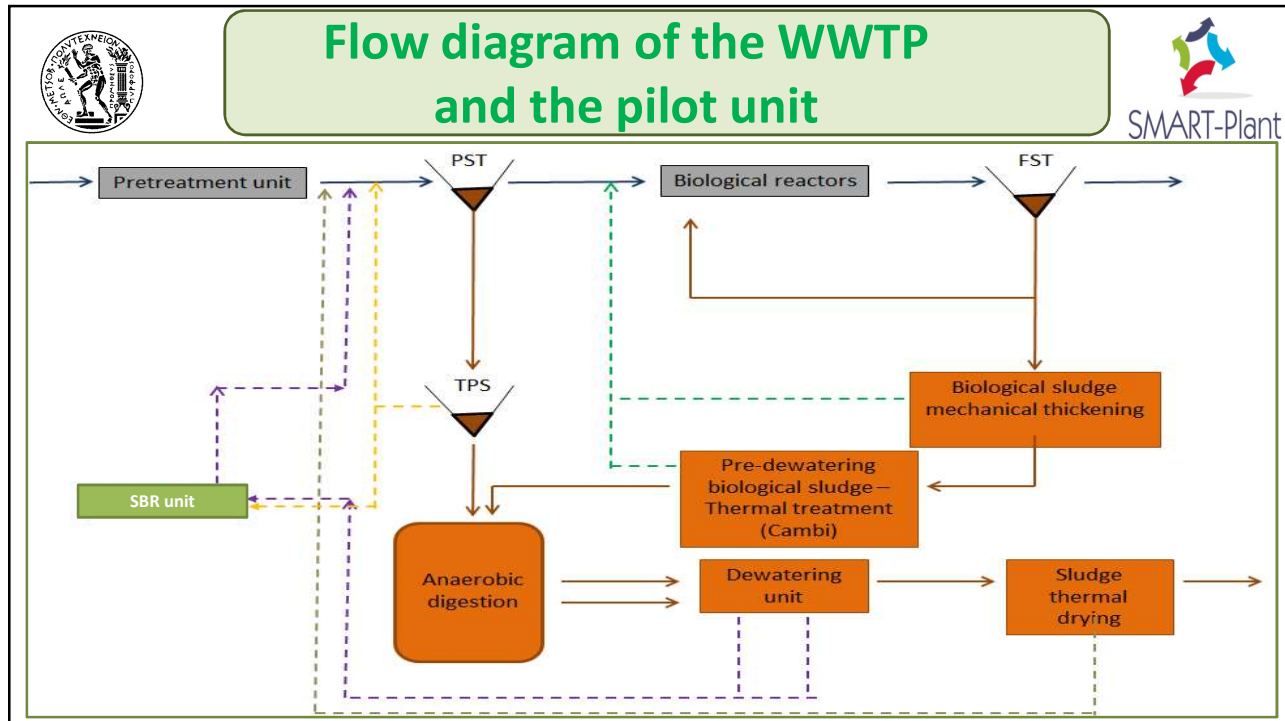 Flow diagram of the WWTP
and the pilot unit
SMART-Plant
PST
FST
Pretreatment unit
Biological reactors
TPS
Biological sludge
mechanical thickening
Pre-dewatering
biological sludge –
Thermal treatment
(Cambi)
SBR unit
Anaerobic
digestion
Dewatering
unit
Sludge
thermal
drying